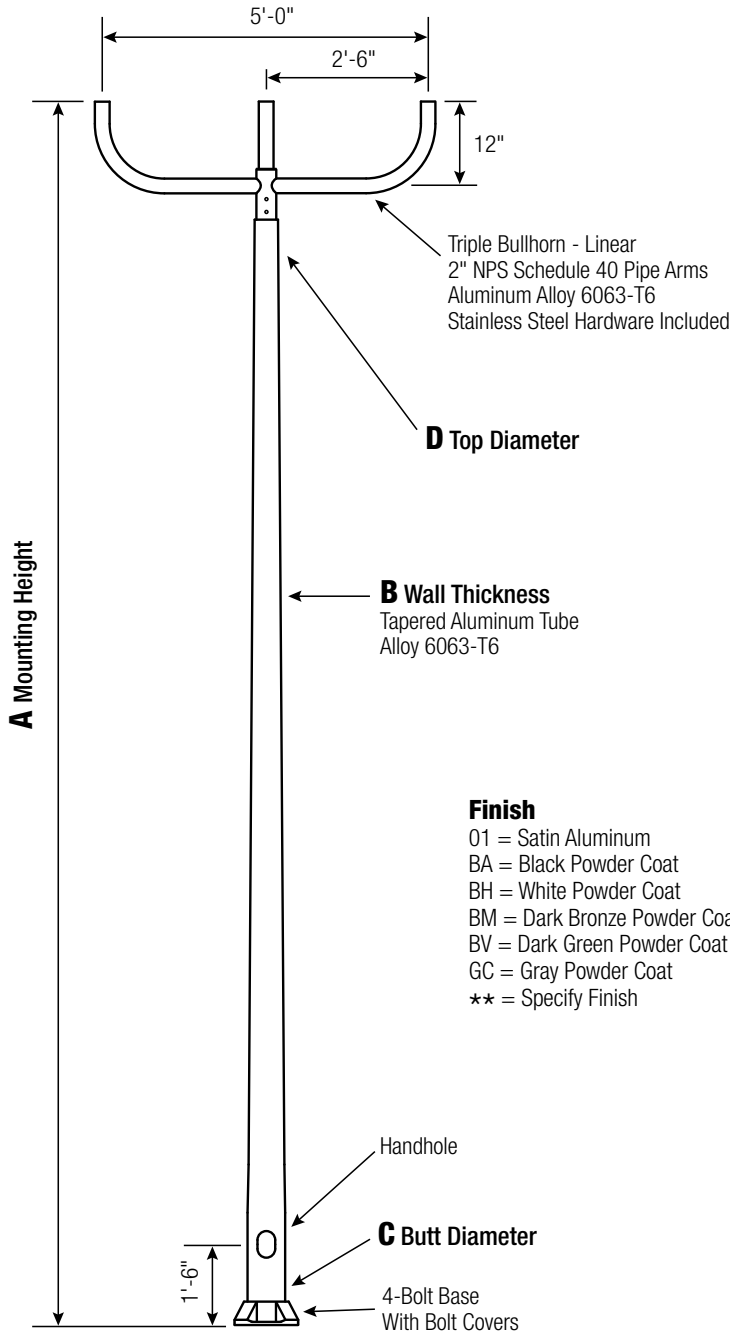 5'-0"
2'-6"
12"
Triple Bullhorn - Linear
2" NPS Schedule 40 Pipe Arms
Aluminum Alloy 6063-T6
Stainless Steel Hardware Included
D Top Diameter
A Mounting Height
B Wall Thickness
Tapered Aluminum Tube
Alloy 6063-T6
Finish
01 = Satin Aluminum
BA = Black Powder Coat
BH = White Powder Coat
BM = Dark Bronze Powder Coa
BV = Dark Green Powder Coat
GC = Gray Powder Coat
** = Specify Finish
Handhole
C Butt Diameter
1'-6"
4-Bolt Base
With Bolt Covers